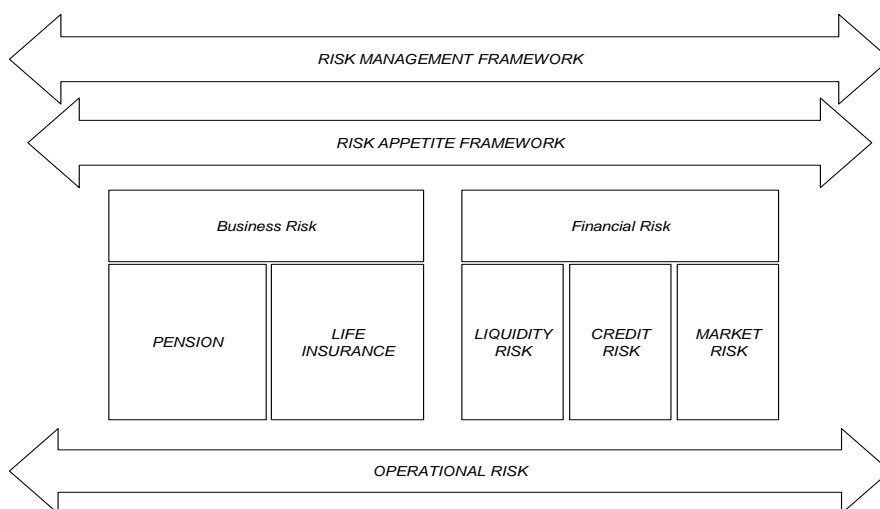 RISK MANAGEMENT FRAMEWORK
RISK APPETITE FRAMEWORK
Business Risk
Financial Risk
PENSION
LIFE
INSURANCE
LIQUIDITY
RISK
CREDIT
RISK
MARKET
RISK
OPERATIONAL RISK